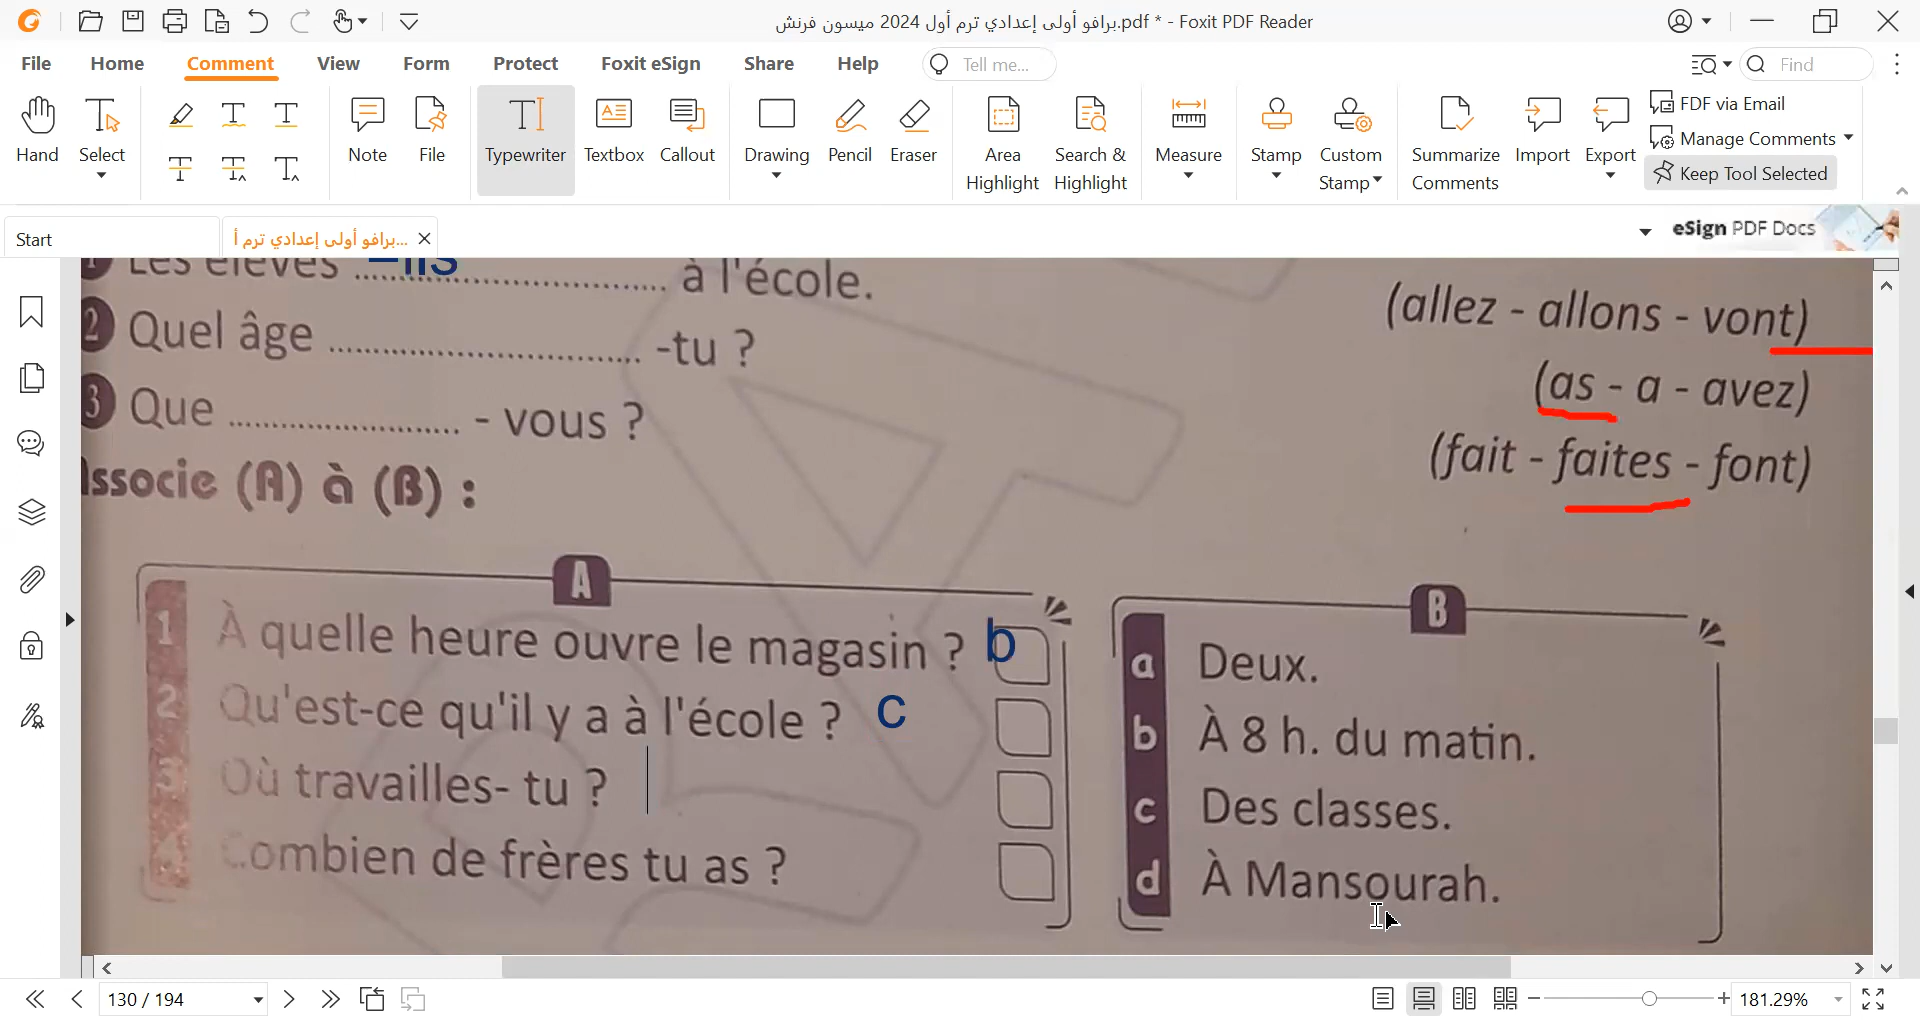 برافو أولى إعدادي ترم أول 2024 ميسون فرنش.pdf * - Foxit PDF Reader
File Home Comment View Form Protect Foxit eSign Share Help Tell me... Find
Hand Select Note File Typewriter Textbox Callout Drawing Pencil Eraser Area Highlight Search & Highlight Measure Stamp Custom Stamp Summarize Comments Import Export
FDF via Email
Manage Comments
Keep Tool Selected
Start
برافو أولى إعدادي ترم أ...
eSign PDF Docs
1 Les élèves à l'école. (allez - allons - vont)
2 Quel âge -tu ? (as - a - avez)
3 Que - vous ? (fait - faites - font)
Associe (A) à (B) :
A
1 À quelle heure ouvre le magasin ? b
2 Qu'est-ce qu'il y a à l'école ? c
3 Où travailles- tu ?
4 Combien de frères tu as ?
B
a Deux.
b À 8 h. du matin.
c Des classes.
d À Mansourah.
130 / 194
181.29%